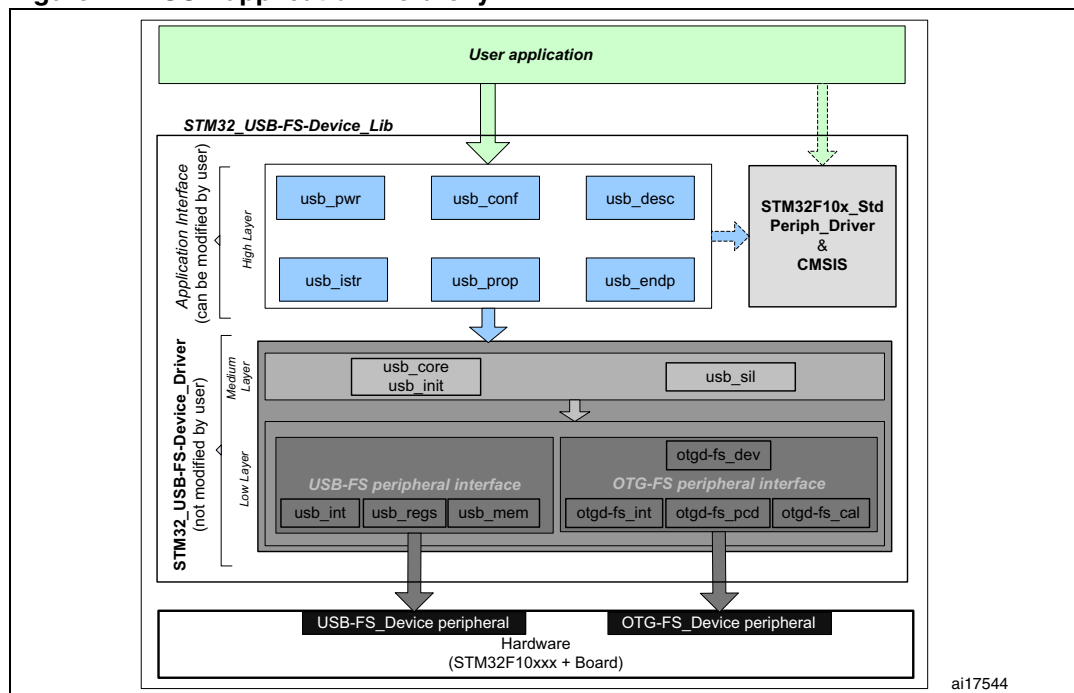 User application
STM32_USB-FS-Device_Lib
Application Interface
(can be modified by user)
High Layer
usb_pwr
usb_conf
usb_desc
usb_istr
usb_prop
usb_endp
STM32F10x_Std
Periph_Driver
&
CMSIS
STM32_USB-FS-Device_Driver
(not modified by user)
Medium
Layer
usb_core
usb_init
usb_sil
Low Layer
USB-FS peripheral interface
usb_int
usb_regs
usb_mem
otgd-fs_dev
OTG-FS peripheral interface
otgd-fs_int
otgd-fs_pcd
otgd-fs_cal
USB-FS_Device peripheral
OTG-FS_Device peripheral
Hardware
(STM32F10xxx + Board)
ai17544